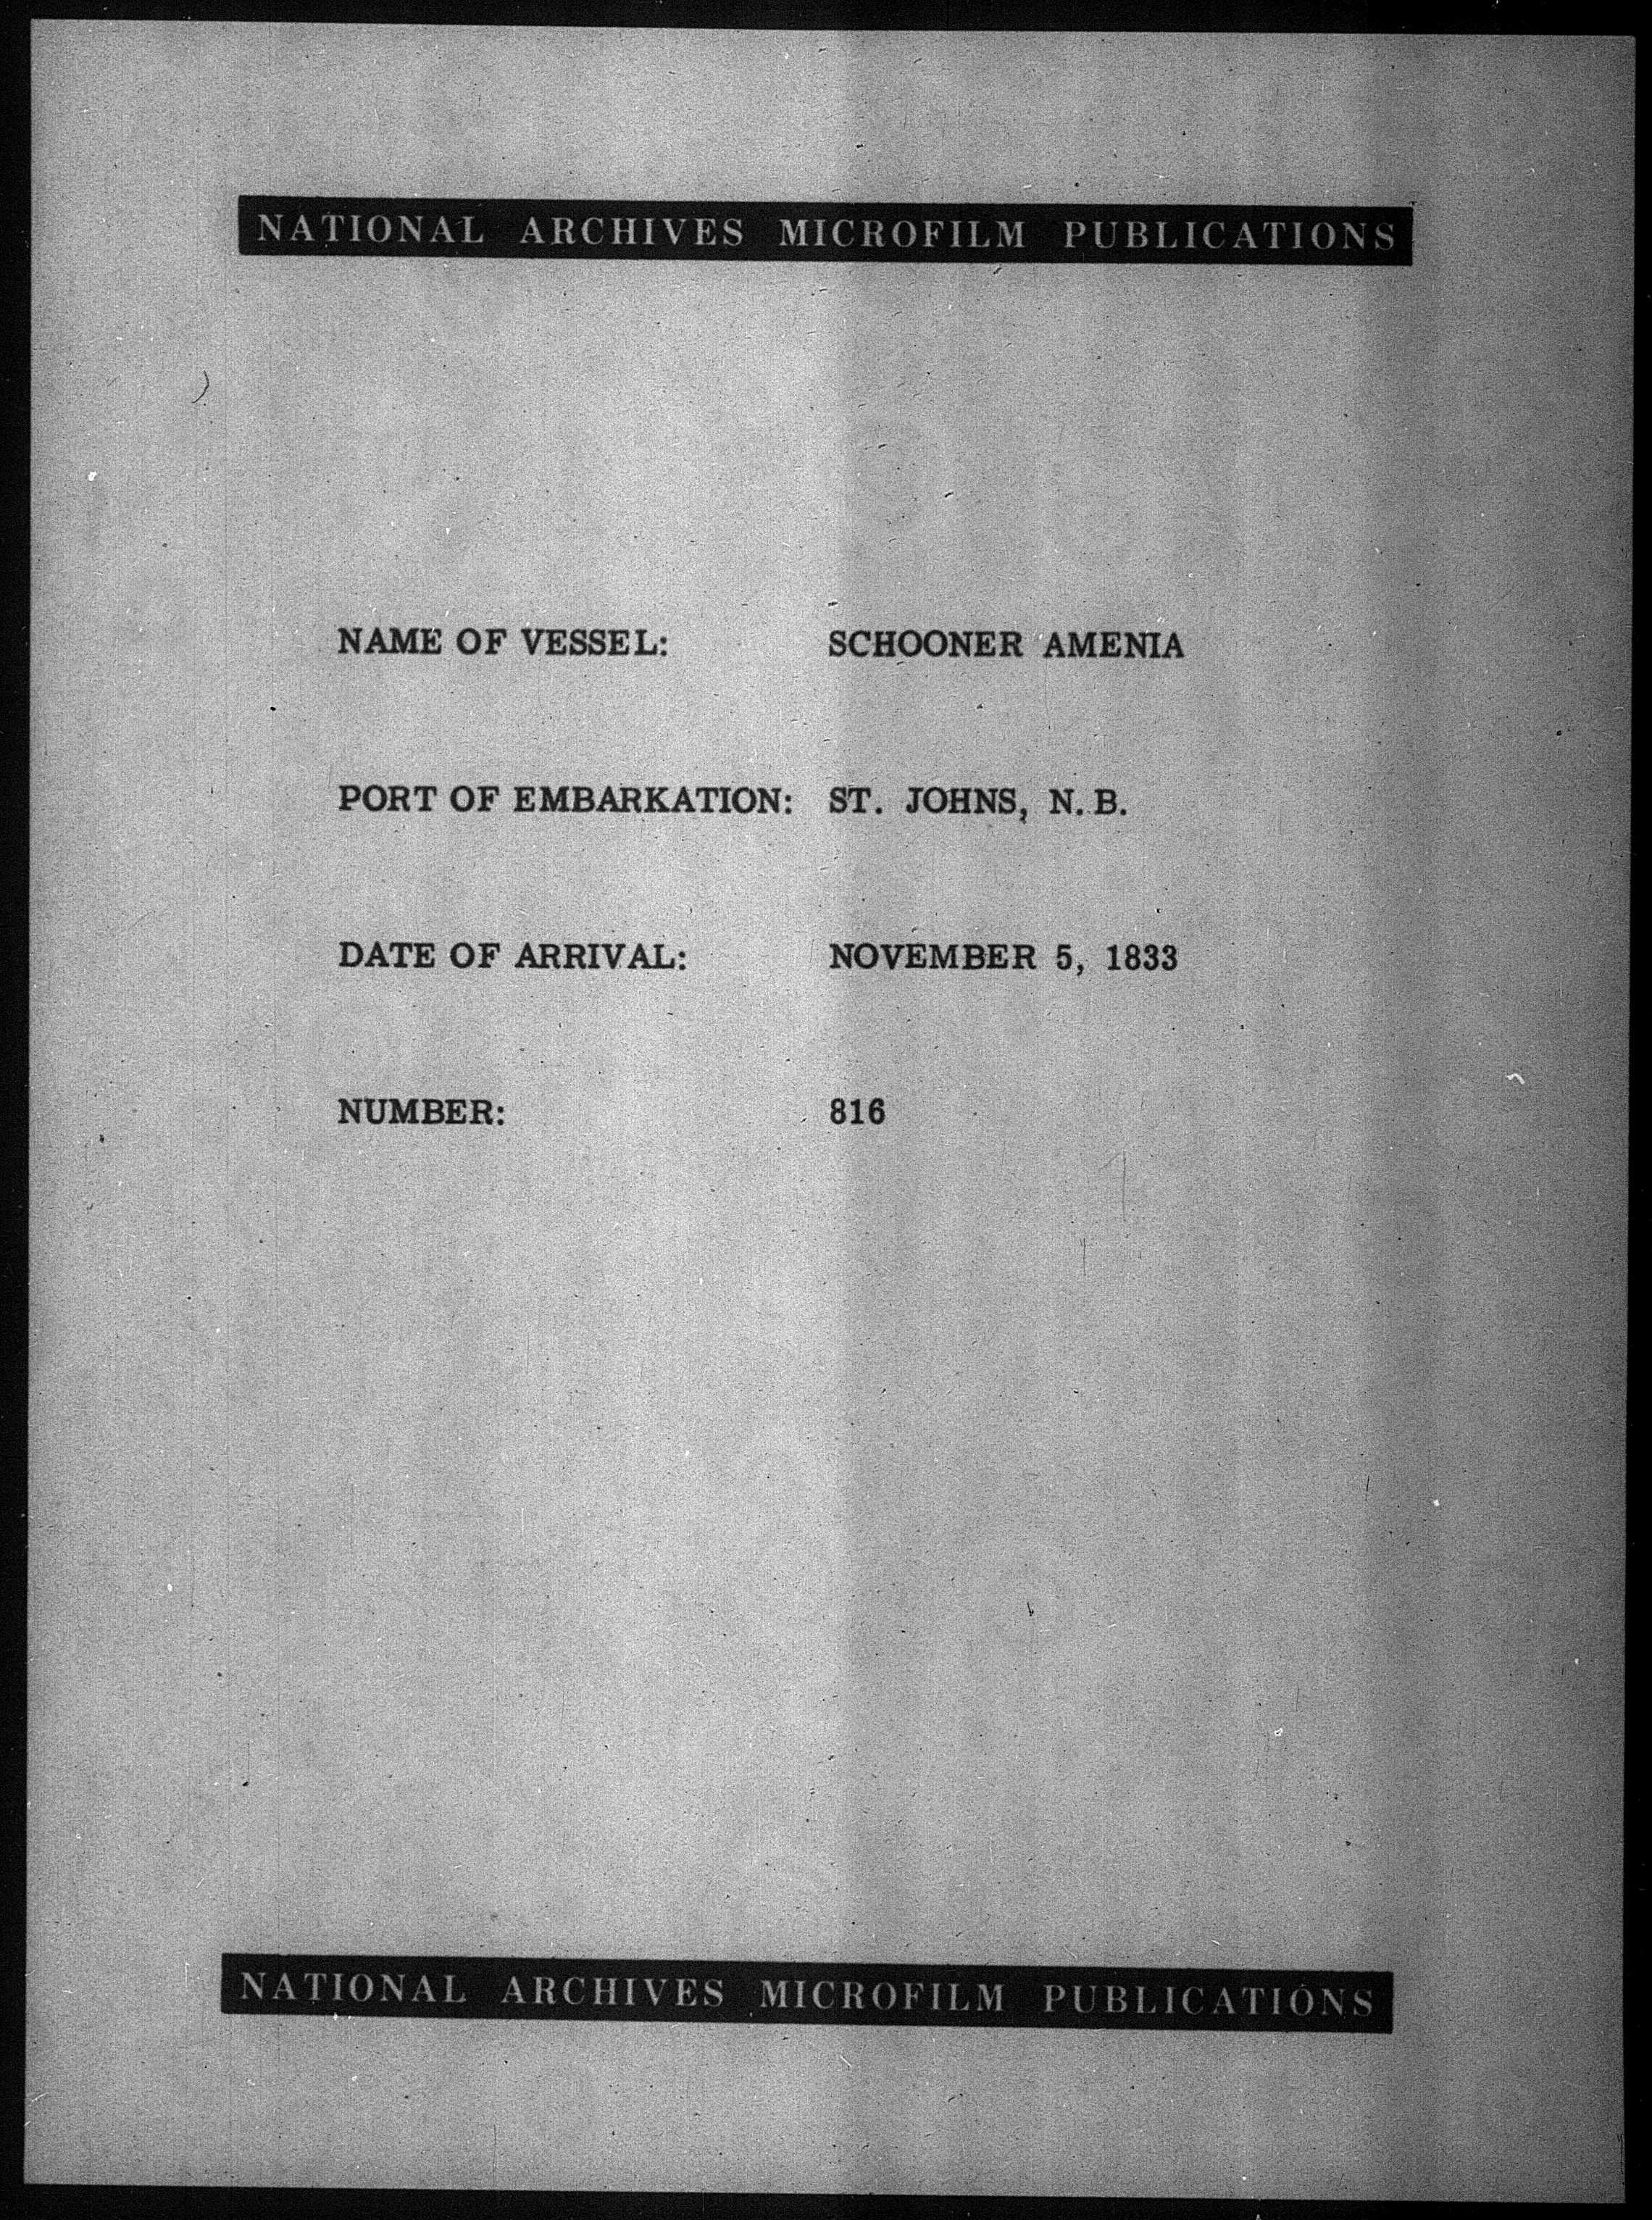 NATIONAL ARCHIVES MICROFILM PUBLICATIONS
NAME OF VESSEL: SCHOONER AMENIA
PORT OF EMBARKATION: ST. JOHNS, N.B.
DATE OF ARRIVAL: NOVEMBER 5, 1833
NUMBER: 816
NATIONAL ARCHIVES MICROFILM PUBLICATIONS